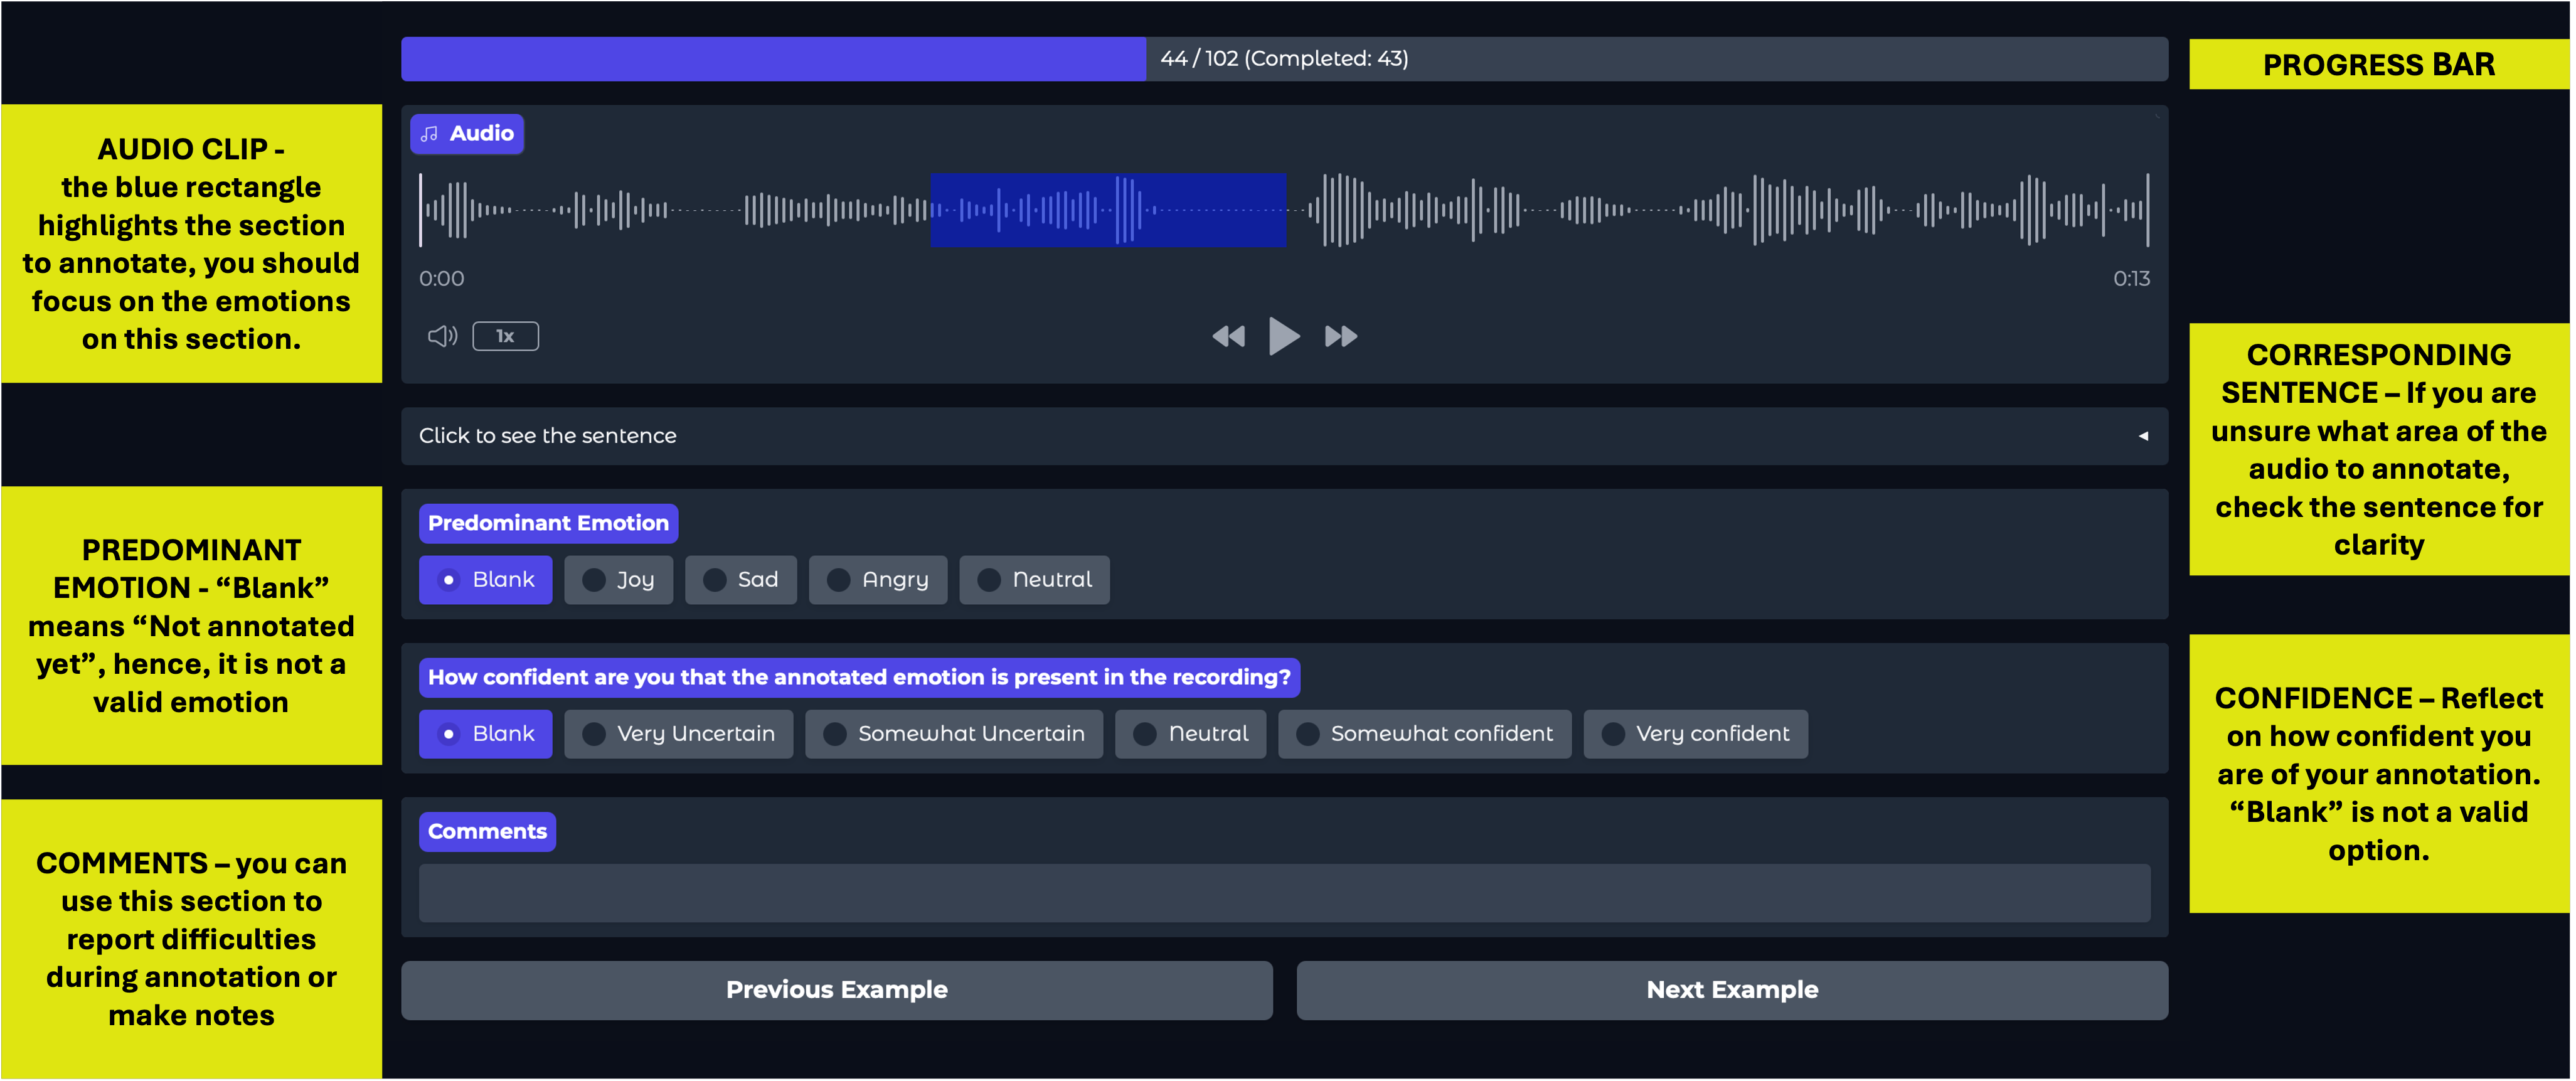 44 / 102 (Completed: 43)
PROGRESS BAR
AUDIO CLIP -
the blue rectangle
highlights the section
to annotate, you should
focus on the emotions
on this section.
Audio
0:00
0:13
1x
CORRESPONDING
SENTENCE – If you are
unsure what area of the
audio to annotate,
check the sentence for
clarity
Click to see the sentence
PREDOMINANT
EMOTION - “Blank”
means “Not annotated
yet”, hence, it is not a
valid emotion
Predominant Emotion
Blank
Joy
Sad
Angry
Neutral
How confident are you that the annotated emotion is present in the recording?
Blank
Very Uncertain
Somewhat Uncertain
Neutral
Somewhat confident
Very confident
CONFIDENCE – Reflect
on how confident you
are of your annotation.
“Blank” is not a valid
option.
COMMENTS – you can
use this section to
report difficulties
during annotation or
make notes
Comments
Previous Example
Next Example